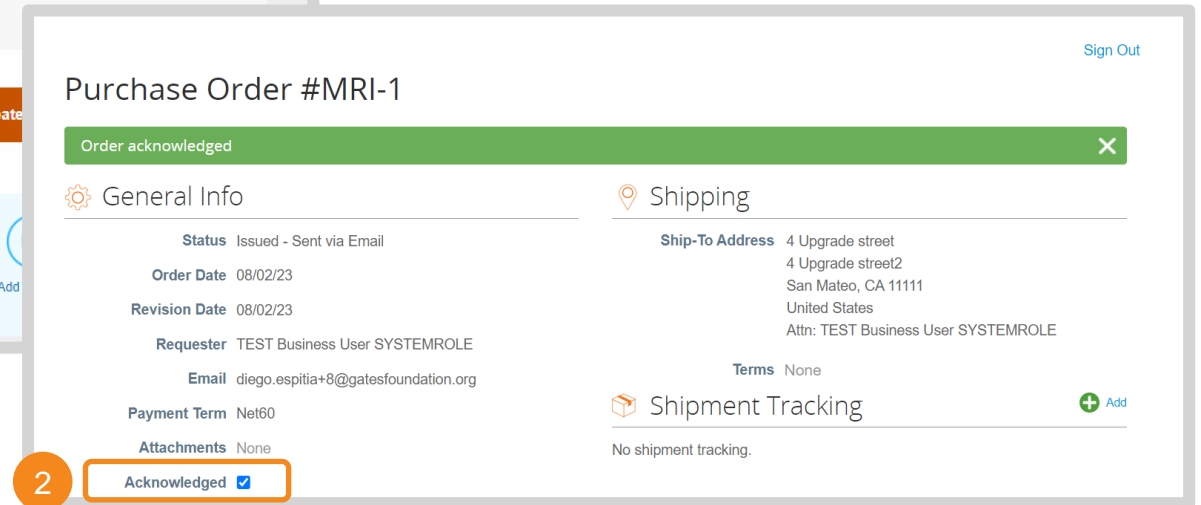 Sign Out
Purchase Order #MRI-1
Order acknowledged
General Info
Status Issued - Sent via Email
Order Date 08/02/23
Revision Date 08/02/23
Requester TEST Business User SYSTEMROLE
Email diego.espitia+8@gatesfoundation.org
Payment Term Net60
Attachments None
2 Acknowledged
Shipping
Ship-To Address 4 Upgrade street
4 Upgrade street2
San Mateo, CA 11111
United States
Attn: TEST Business User SYSTEMROLE
Terms None
Shipment Tracking Add
No shipment tracking.
Add